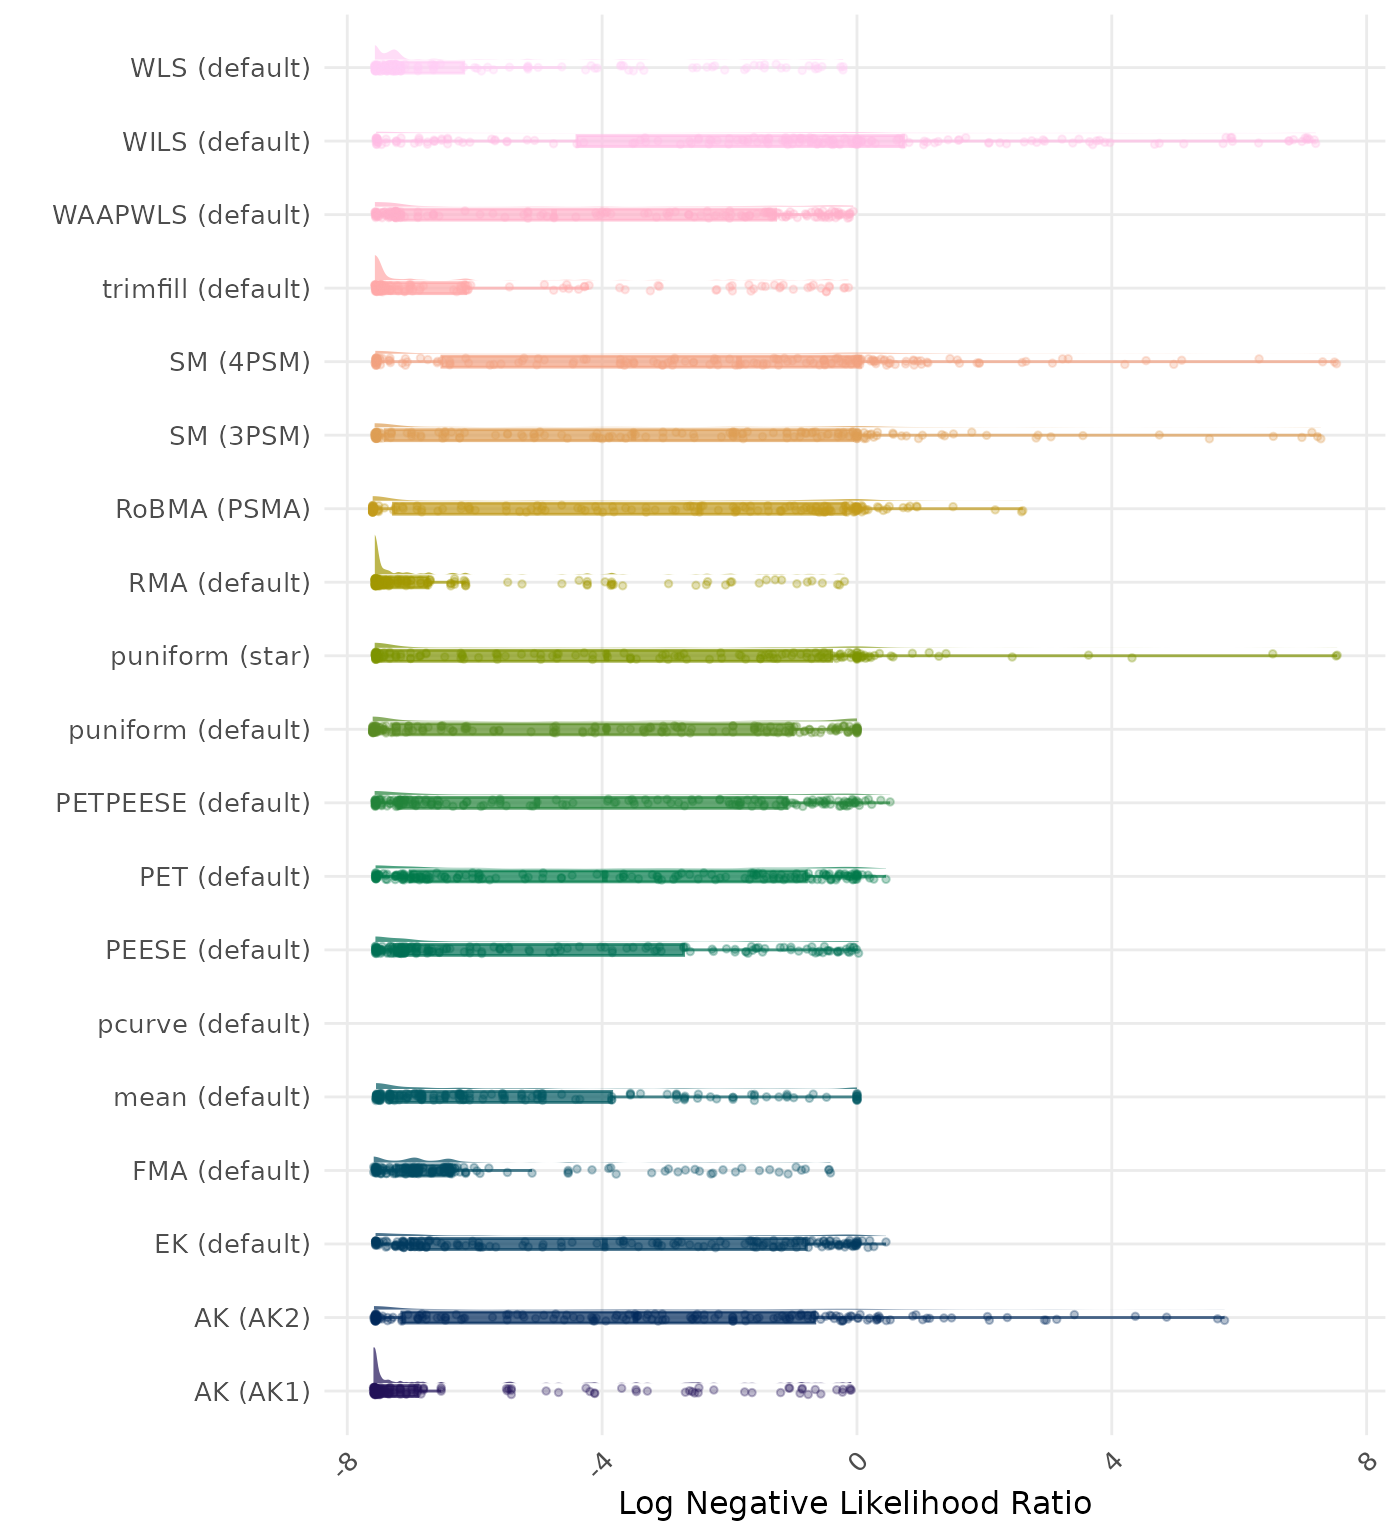 WLS (default)
WILS (default)
WAAPWLS (default)
trimfill (default)
SM (4PSM)
SM (3PSM)
RoBMA (PSMA)
RMA (default)
puniform (star)
puniform (default)
PETPEESE (default)
PET (default)
PEESE (default)
pcurve (default)
mean (default)
FMA (default)
EK (default)
AK (AK2)
AK (AK1)
-8 -4 0 4 8
Log Negative Likelihood Ratio